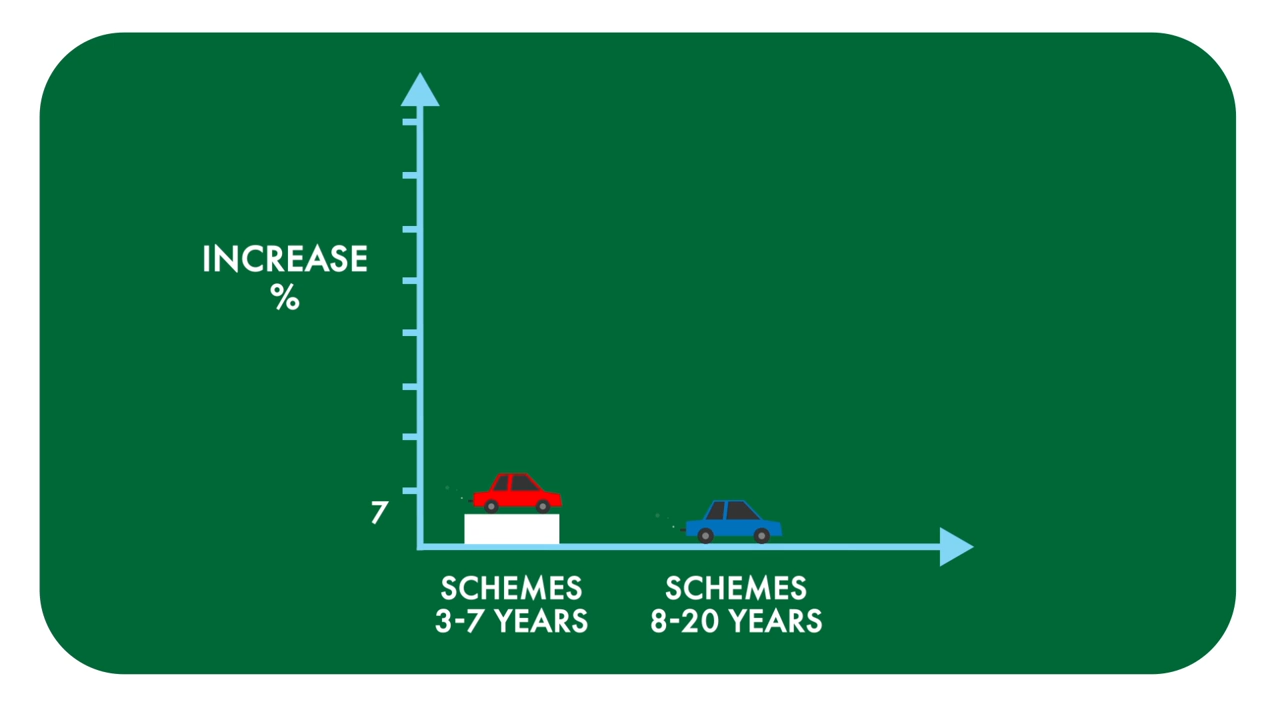 INCREASE
%
7
SCHEMES
3-7 YEARS
SCHEMES
8-20 YEARS